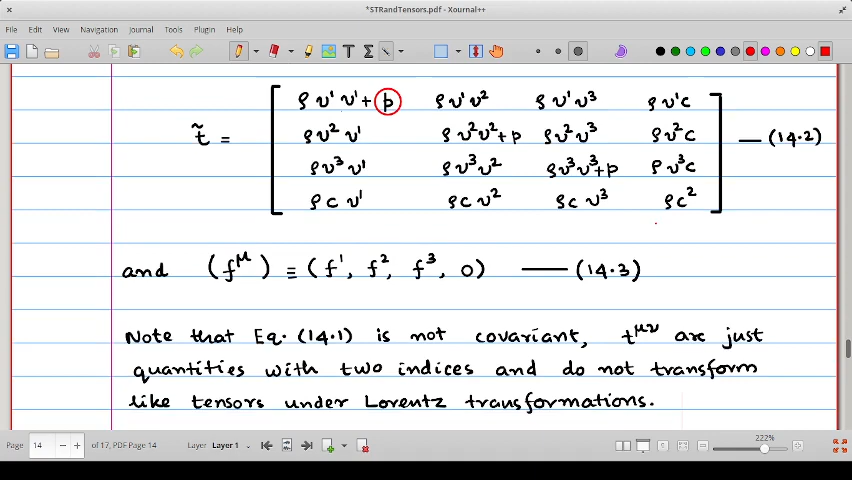 *STRandTensors.xopp - Xournal++
File Edit View Navigation Journal Tools Plugin Help
t̃ = [ ρv¹v¹+p ρv¹v² ρv¹v³ ρv¹c
ρv²v¹ ρv²v²+p ρv²v³ ρv²c
ρv³v¹ ρv³v² ρv³v³+p ρv³c
ρcv¹ ρcv² ρcv³ ρc² ] — (14.2)
and (f^μ) ≡ (f¹, f², f³, 0) — (14.3)
Note that Eq. (14.1) is not covariant, t^μν are just
quantities with two indices and do not transform
like tensors under Lorentz transformations.
Page 14 of 17, PDF Page 14 Layer Layer 1 222%